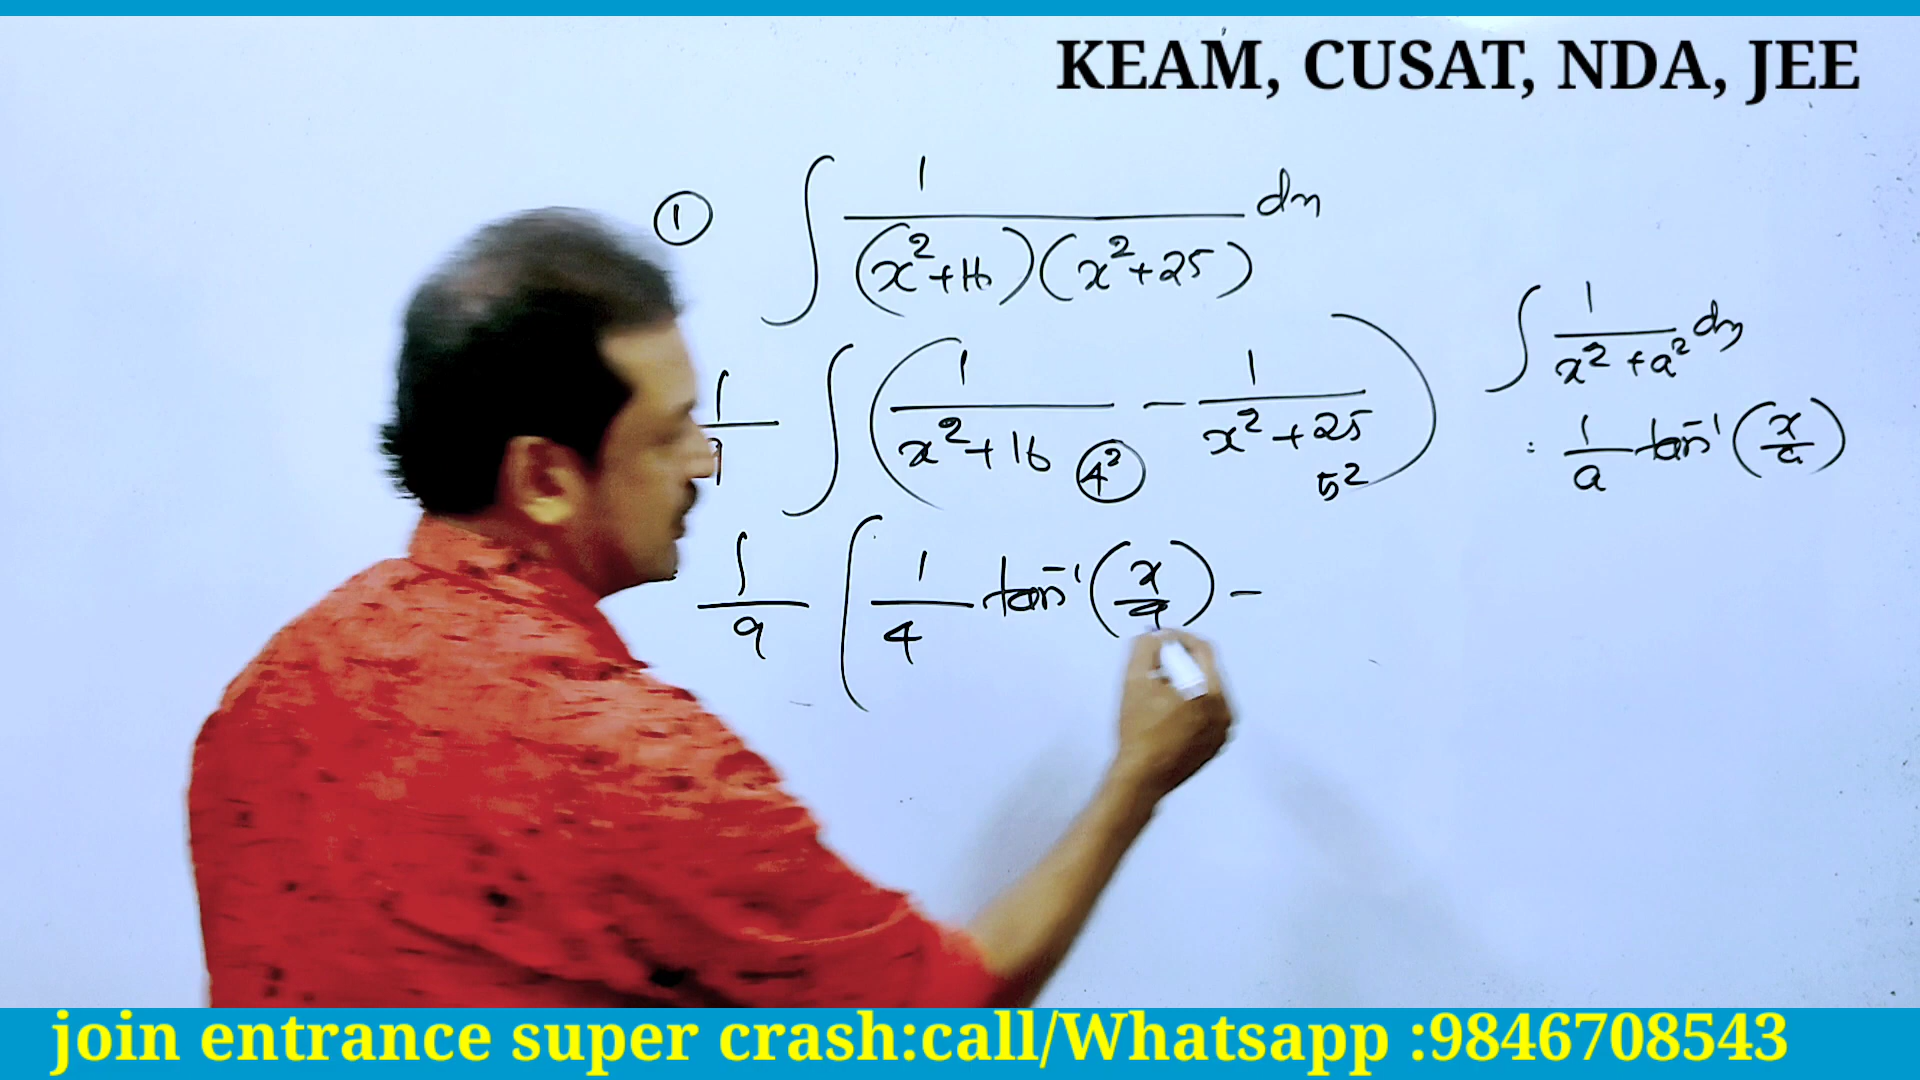 KEAM, CUSAT, NDA, JEE
① ∫ 1/((x²+16)(x²+25)) dx
∫ (1/(x²+16) − 1/(x²+25))
4² 5²
1/9 ( 1/4 tan⁻¹(x/4) −
∫ 1/(x²+a²) dx
: 1/a tan⁻¹(x/a)
join entrance super crash:call/Whatsapp :9846708543